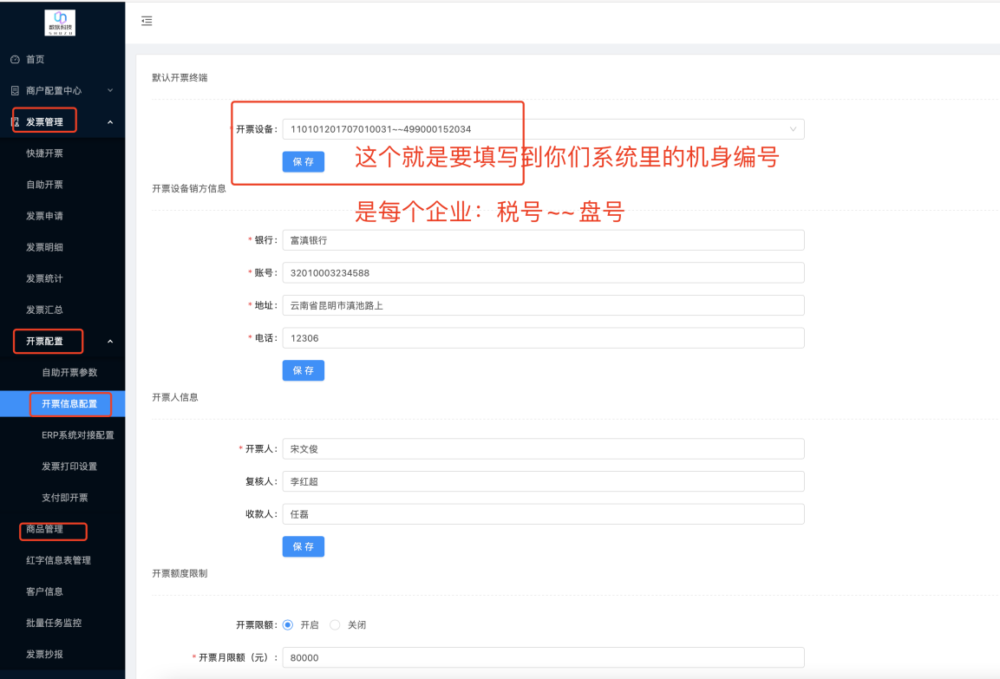 数族科技
SHUZU
首页
商户配置中心
发票管理
快捷开票
自助开票
发票申请
发票明细
发票统计
发票汇总
开票配置
自助开票参数
开票信息配置
ERP系统对接配置
发票打印设置
支付即开票
商品管理
红字信息表管理
客户信息
批量任务监控
发票抄报
默认开票终端
* 开票设备: 110101201707010031~~499000152034
保存
这个就是要填写到你们系统里的机身编号
开票设备销方信息
是每个企业：税号~~盘号
* 银行: 富滇银行
* 账号: 32010003234588
* 地址: 云南省昆明市滇池路上
* 电话: 12306
保存
开票人信息
* 开票人: 宋文俊
复核人: 李红超
收款人: 任磊
保存
开票额度限制
开票限额: 开启 关闭
* 开票月限额（元）: 80000